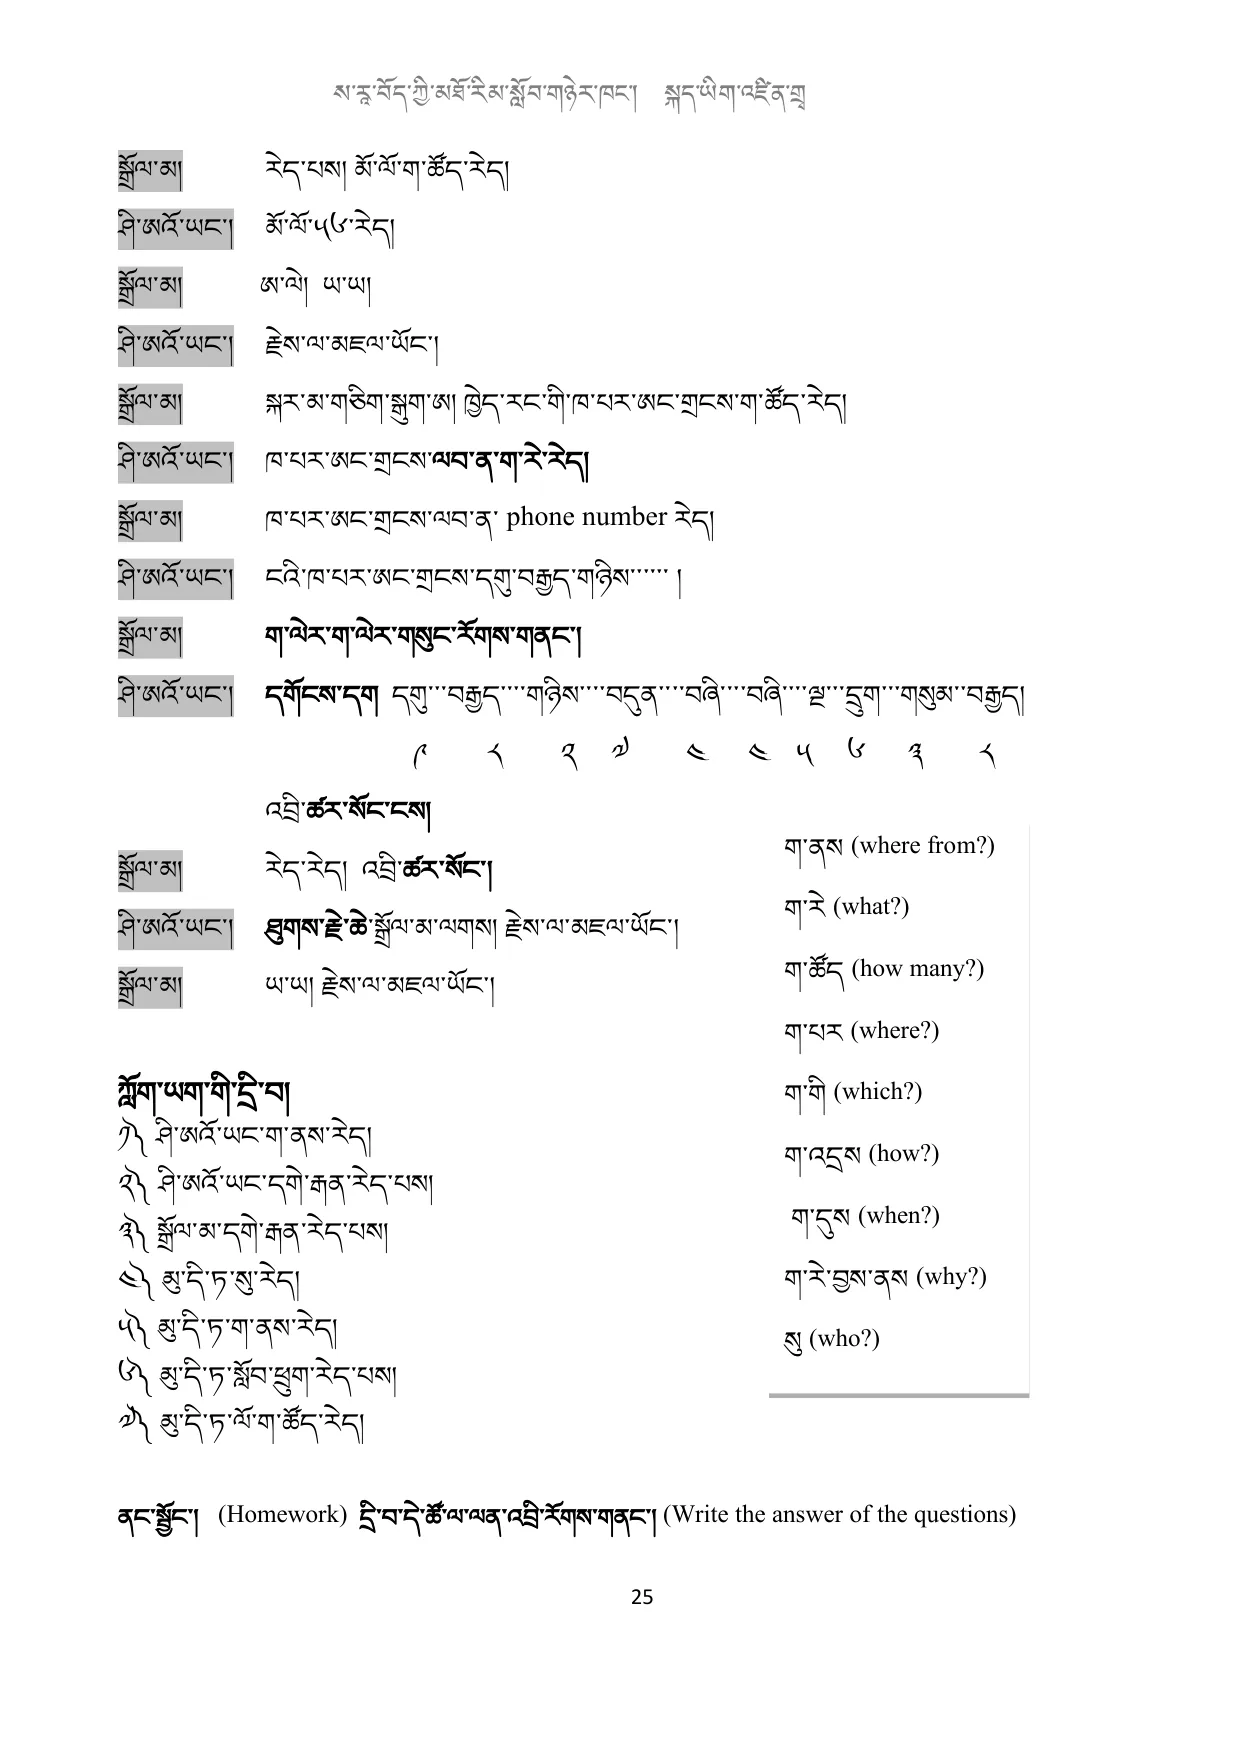 ས་རཱ་བོད་ཀྱི་མཐོ་རིམ་སློབ་གཉེར་ཁང་། སྐད་ཡིག་འཛིན་གྲྭ
སྒྲོལ་མ། རེད་པས། མོ་ལོ་ག་ཚོད་རེད།
ཤི་ཨའོ་ཡང་། མོ་ལོ་༥༦་རེད།
སྒྲོལ་མ། ཨ་ལེ། ཡ་ཡ།
ཤི་ཨའོ་ཡང་། རྗེས་ལ་མཇལ་ཡོང་།
སྒྲོལ་མ། སྐར་མ་གཅིག་སྒྲུག་ཨ། ཁྱེད་རང་གི་ཁ་པར་ཨང་གྲངས་ག་ཚོད་རེད།
ཤི་ཨའོ་ཡང་། ཁ་པར་ཨང་གྲངས་ལབ་ན་ག་རེ་རེད།
སྒྲོལ་མ། ཁ་པར་ཨང་གྲངས་ལབ་ན་ phone number རེད།
ཤི་ཨའོ་ཡང་། ངའི་ཁ་པར་ཨང་གྲངས་དགུ་བརྒྱད་གཉིས་་་་་་ །
སྒྲོལ་མ། ག་ལེར་ག་ལེར་གསུང་རོགས་གནང་།
ཤི་ཨའོ་ཡང་། དགོངས་དག དགུ་་་བརྒྱད་་་་གཉིས་་་་བདུན་་་་བཞི་་་་བཞི་་་་ལྔ་་་དྲུག་་་གསུམ་་བརྒྱད།
༩ ༨ ༢ ༧ ༤ ༤ ༥ ༦ ༣ ༨
འབྲི་ཚར་སོང་ངས།
སྒྲོལ་མ། རེད་རེད། འབྲི་ཚར་སོང་།
ཤི་ཨའོ་ཡང་། ཐུགས་རྗེ་ཆེ་སྒྲོལ་མ་ལགས། རྗེས་ལ་མཇལ་ཡོང་།
སྒྲོལ་མ། ཡ་ཡ། རྗེས་ལ་མཇལ་ཡོང་།
ག་ནས (where from?)
ག་རེ (what?)
ག་ཚོད (how many?)
ག་པར (where?)
ག་གི (which?)
ག་འདྲས (how?)
ག་དུས (when?)
ག་རེ་བྱས་ནས (why?)
སུ (who?)
ཀློག་ཡག་གི་དྲི་བ།
༡༽ ཤི་ཨའོ་ཡང་ག་ནས་རེད།
༢༽ ཤི་ཨའོ་ཡང་དགེ་རྒན་རེད་པས།
༣༽ སྒྲོལ་མ་དགེ་རྒན་རེད་པས།
༤༽ མུ་དི་ཏ་སུ་རེད།
༥༽ མུ་དི་ཏ་ག་ནས་རེད།
༦༽ མུ་དི་ཏ་སློབ་ཕྲུག་རེད་པས།
༧༽ མུ་དི་ཏ་ལོ་ག་ཚོད་རེད།
ནང་སྦྱོང་། (Homework) དྲི་བ་དེ་ཚོ་ལ་ལན་འབྲི་རོགས་གནང་། (Write the answer of the questions)
25